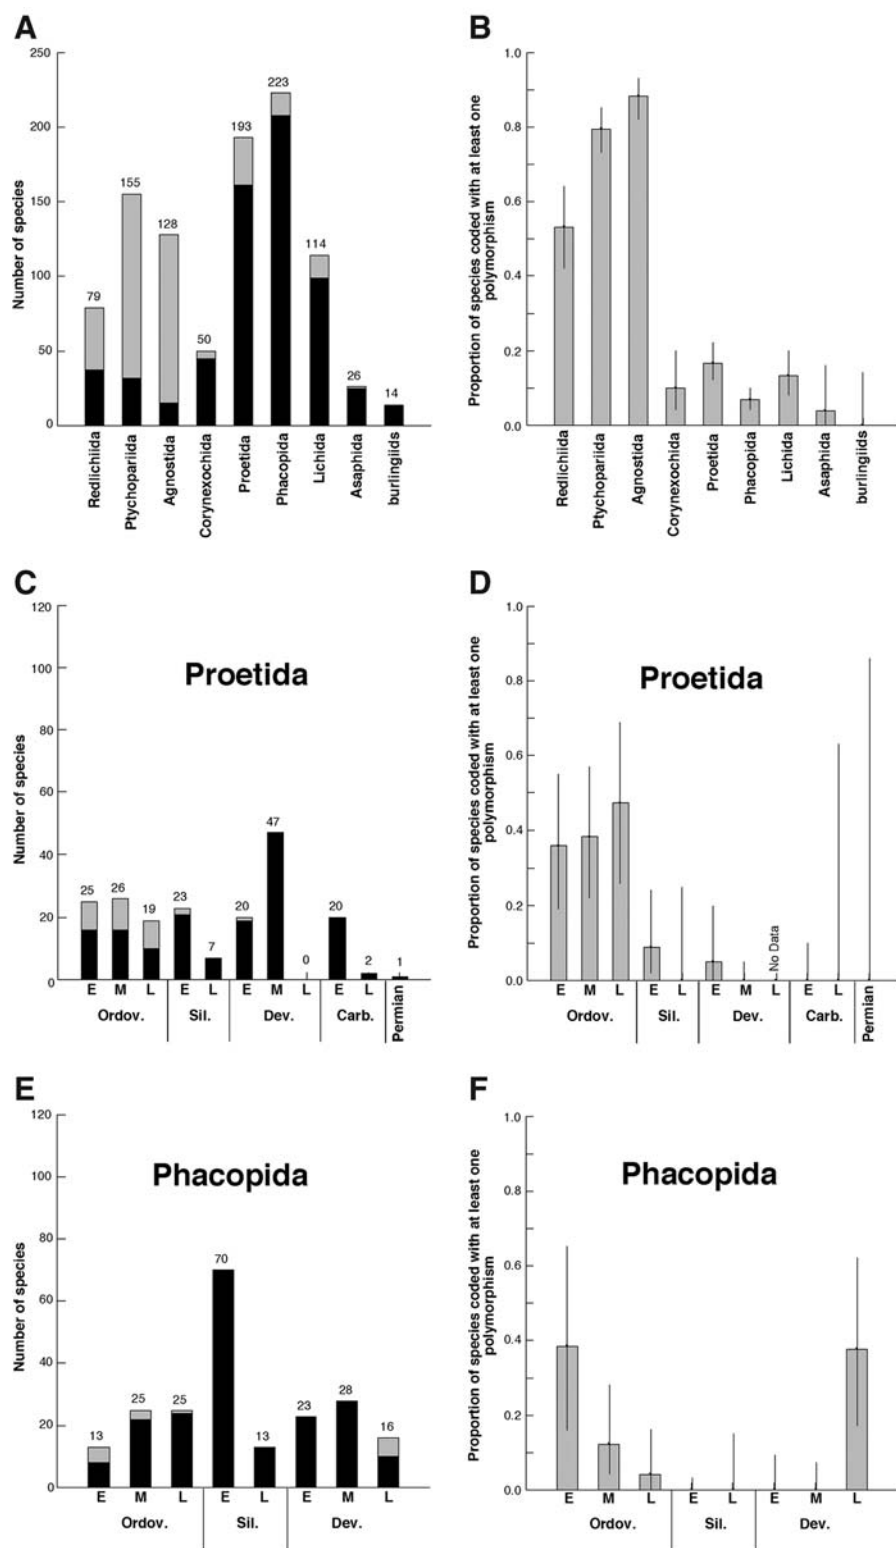 A
250
200
150
100
50
0
Number of species
79
155
128
50
193
223
114
26
14
Redlichiida
Ptychopariida
Agnostida
Corynexochida
Proetida
Phacopida
Lichida
Asaphida
burlingiids
B
1.0
0.8
0.6
0.4
0.2
0.0
Proportion of species coded with at least one
polymorphism
Redlichiida
Ptychopariida
Agnostida
Corynexochida
Proetida
Phacopida
Lichida
Asaphida
burlingiids
C
120
100
80
60
40
20
0
Number of species
Proetida
25
26
19
23
7
20
47
0
20
2
1
E M L E L E M L E L
Ordov. Sil. Dev. Carb. Permian
D
1.0
0.8
0.6
0.4
0.2
0.0
Proportion of species coded with at least one
polymorphism
Proetida
No Data
E M L E L E M L E L
Ordov. Sil. Dev. Carb. Permian
E
120
100
80
60
40
20
0
Number of species
Phacopida
13
25
25
70
13
23
28
16
E M L E L E M L
Ordov. Sil. Dev.
F
1.0
0.8
0.6
0.4
0.2
0.0
Proportion of species coded with at least one
polymorphism
Phacopida
E M L E L E M L
Ordov. Sil. Dev.